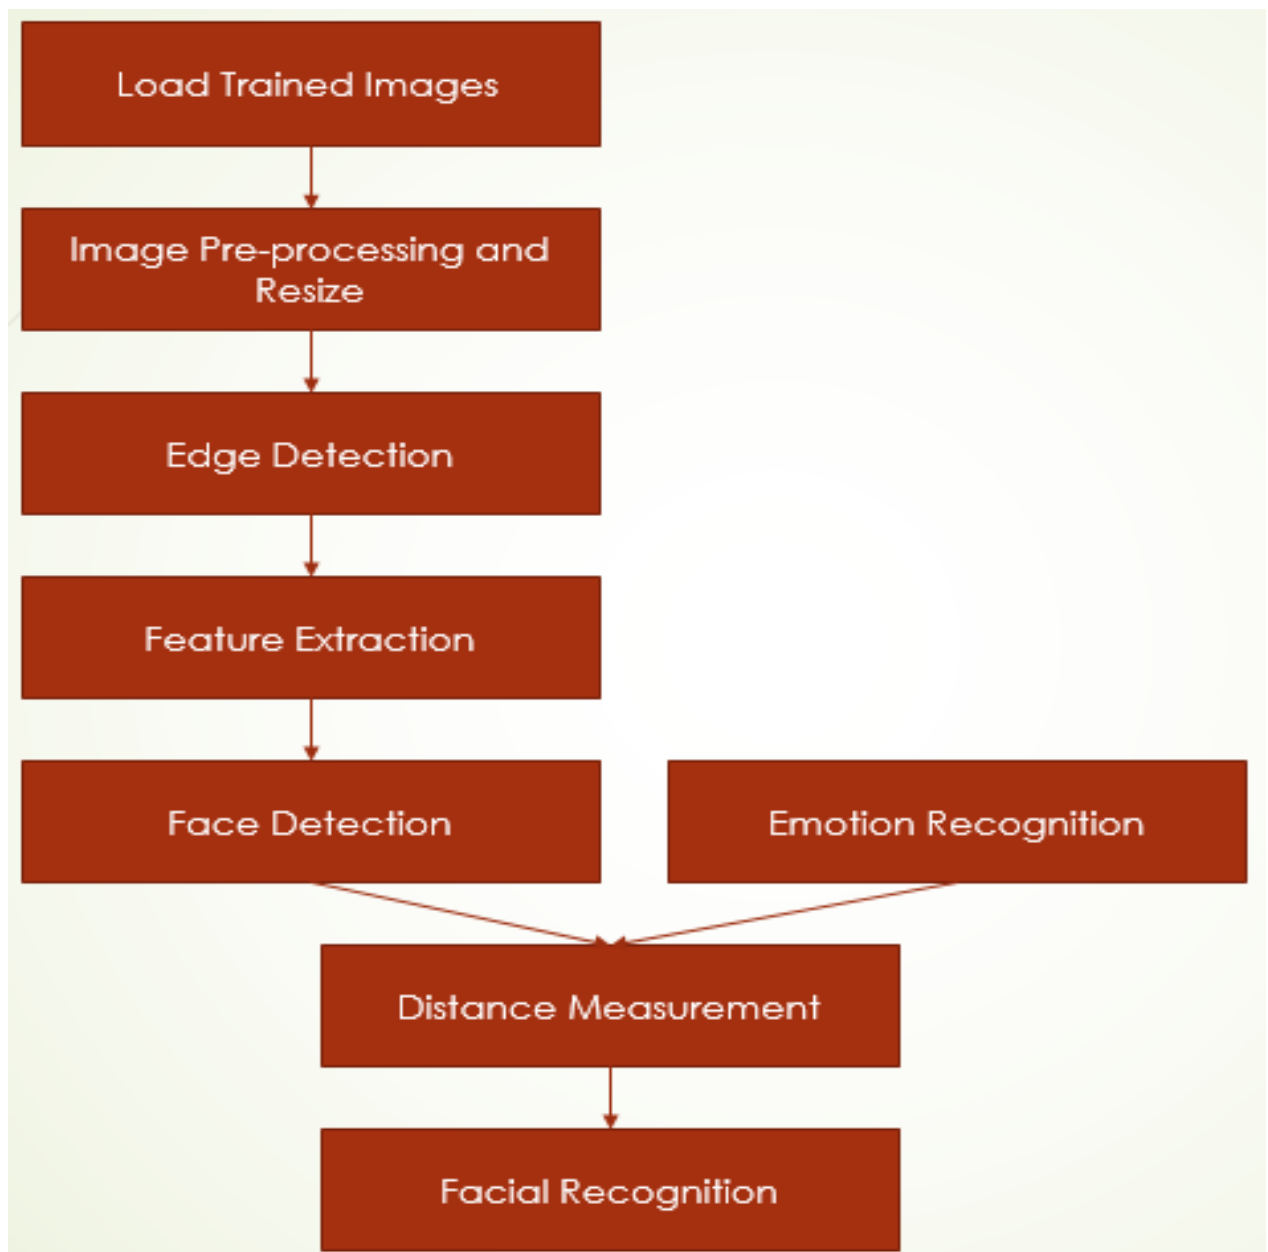 Load Trained Images
Image Pre-processing and
Resize
Edge Detection
Feature Extraction
Face Detection
Emotion Recognition
Distance Measurement
Facial Recognition